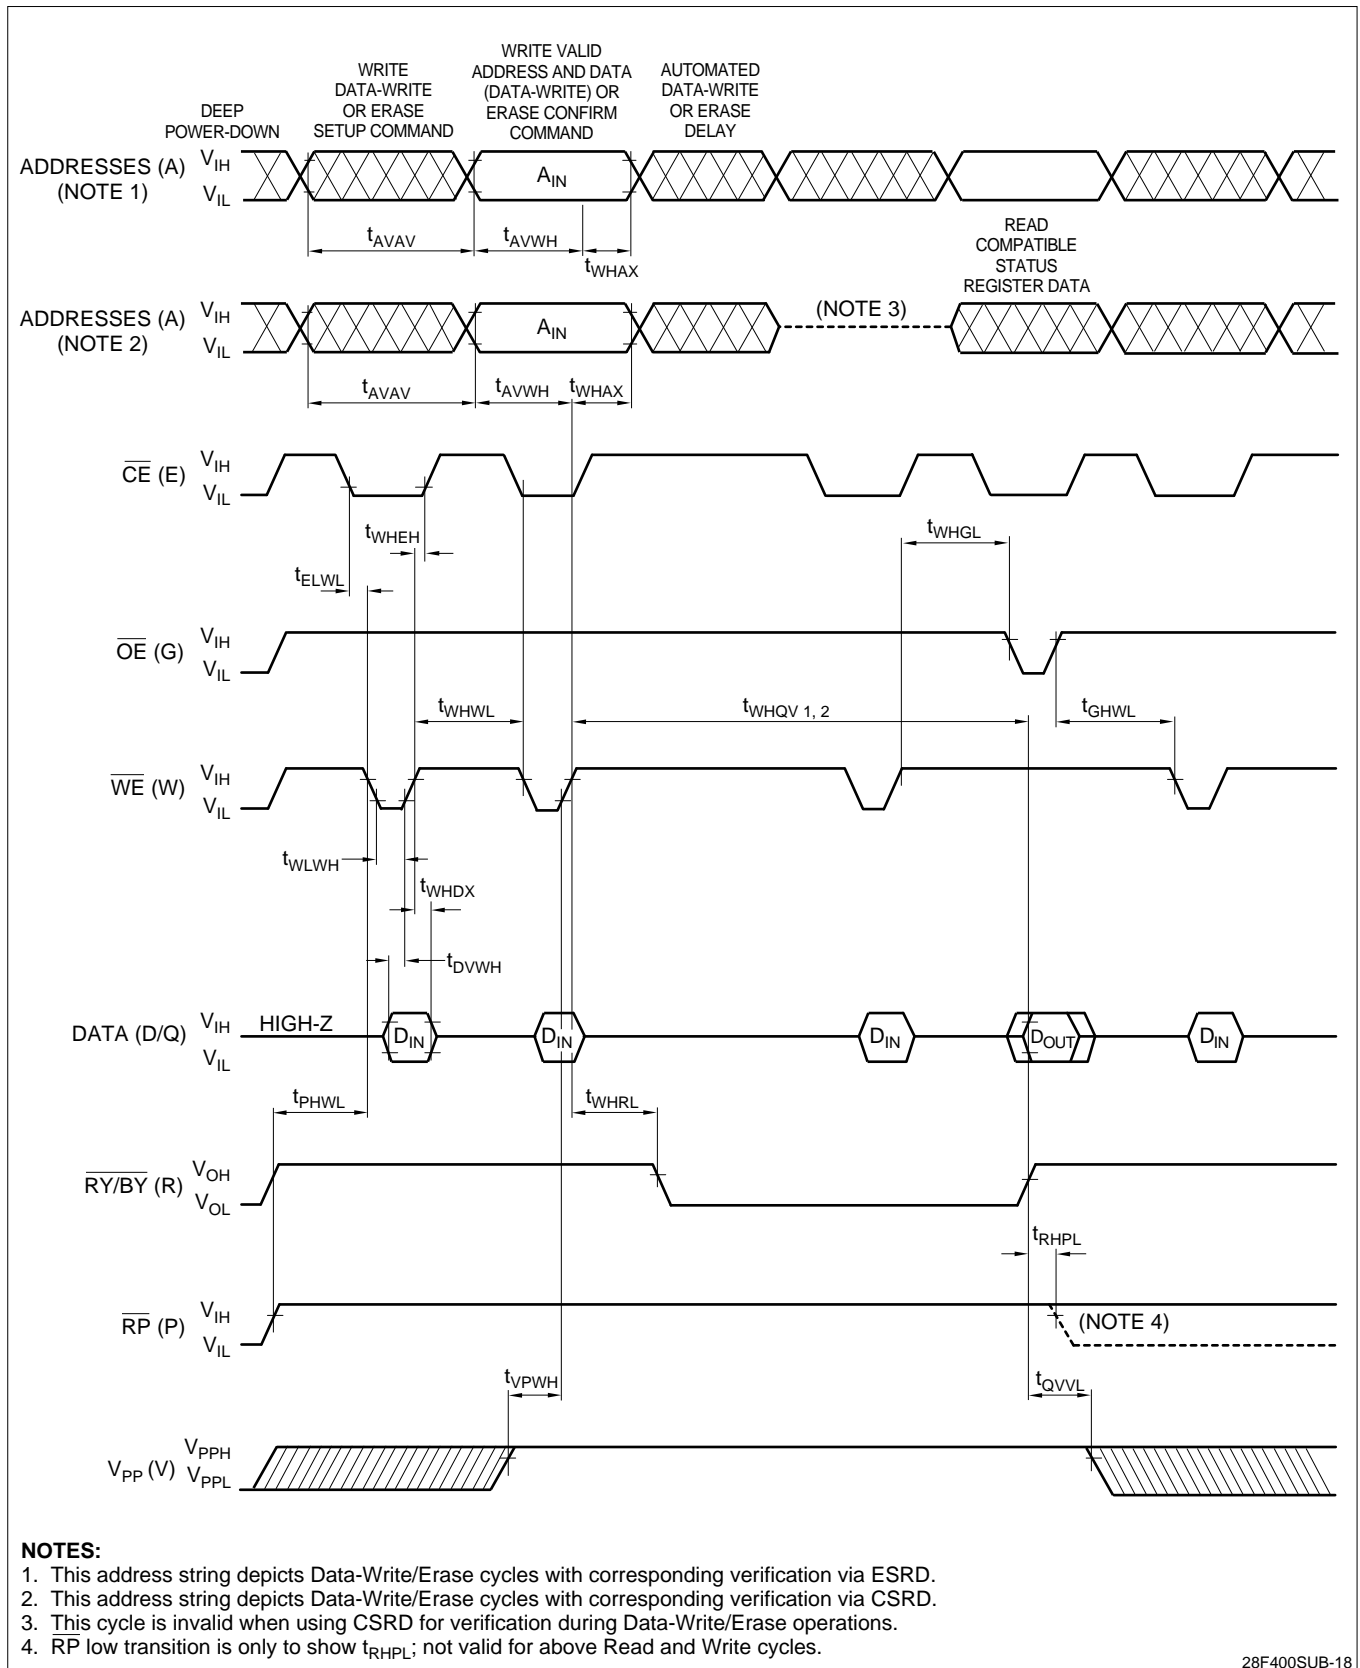 DEEP
POWER-DOWN
WRITE
DATA-WRITE
OR ERASE
SETUP COMMAND
WRITE VALID
ADDRESS AND DATA
(DATA-WRITE) OR
ERASE CONFIRM
COMMAND
AUTOMATED
DATA-WRITE
OR ERASE
DELAY
ADDRESSES (A)
(NOTE 1)
VIH
VIL
AIN
tAVAV
tAVWH
tWHAX
READ
COMPATIBLE
STATUS
REGISTER DATA
ADDRESSES (A)
(NOTE 2)
VIH
VIL
AIN
(NOTE 3)
tAVAV
tAVWH
tWHAX
CE (E)
VIH
VIL
tWHEH
tWHGL
tELWL
OE (G)
VIH
VIL
tWHWL
tWHQV 1, 2
tGHWL
WE (W)
VIH
VIL
tWLWH
tWHDX
tDVWH
DATA (D/Q)
VIH
VIL
HIGH-Z
DIN
DIN
DIN
DOUT
DIN
tPHWL
tWHRL
RY/BY (R)
VOH
VOL
tRHPL
RP (P)
VIH
VIL
(NOTE 4)
tVPWH
tQVVL
VPP (V)
VPPH
VPPL
NOTES:
1. This address string depicts Data-Write/Erase cycles with corresponding verification via ESRD.
2. This address string depicts Data-Write/Erase cycles with corresponding verification via CSRD.
3. This cycle is invalid when using CSRD for verification during Data-Write/Erase operations.
4. RP low transition is only to show tRHPL; not valid for above Read and Write cycles.
28F400SUB-18